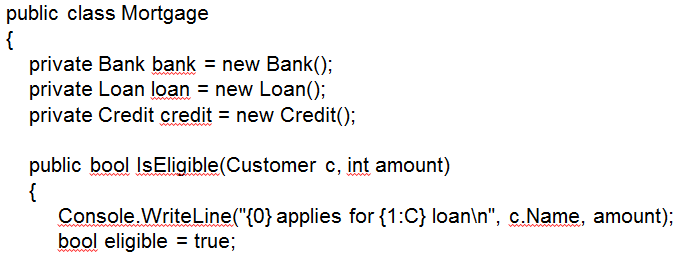 public class Mortgage
{
private Bank bank = new Bank();
private Loan loan = new Loan();
private Credit credit = new Credit();
public bool IsEligible(Customer c, int amount)
{
Console.WriteLine("{0} applies for {1:C} loan\n", c.Name, amount);
bool eligible = true;